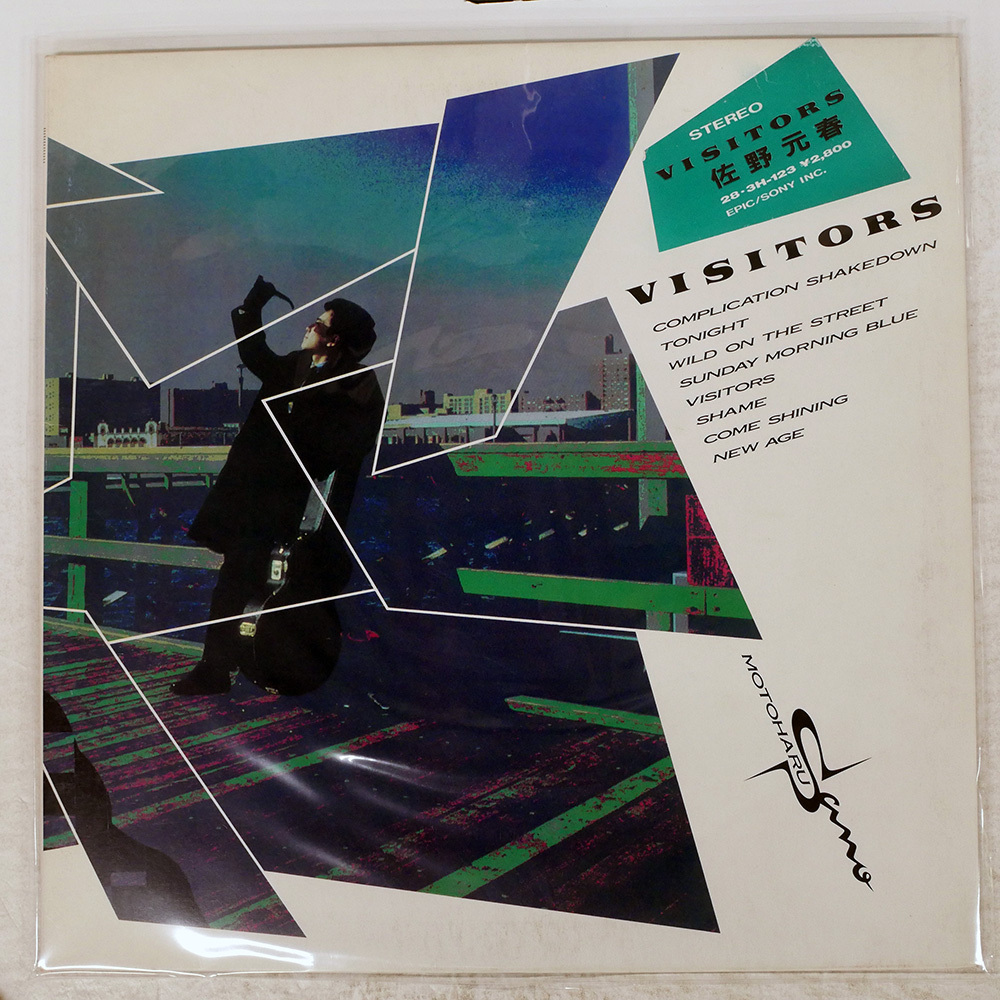 STEREO
VISITORS
佐野元春
28・3H-123 ¥2,800
EPIC/SONY INC.
VISITORS
COMPLICATION SHAKEDOWN
TONIGHT
WILD ON THE STREET
SUNDAY MORNING BLUE
VISITORS
SHAME
COME SHINING
NEW AGE
MOTOHARU
Sano